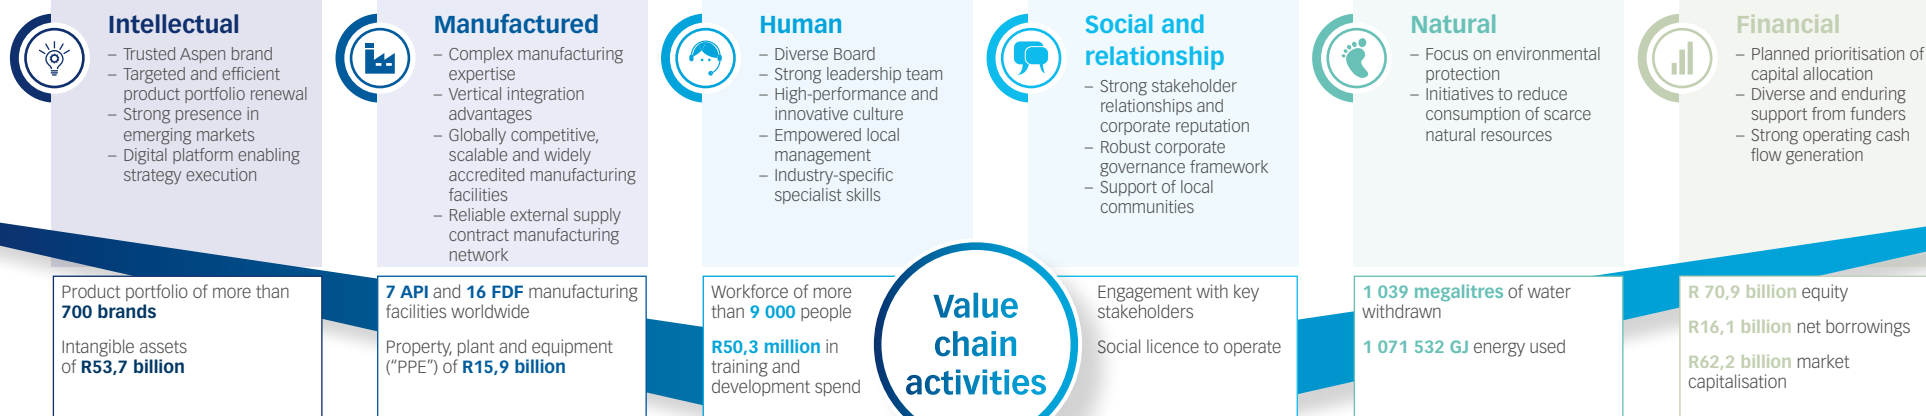 Intellectual
– Trusted Aspen brand
– Targeted and efficient
product portfolio renewal
– Strong presence in
emerging markets
– Digital platform enabling
strategy execution
Product portfolio of more than
700 brands
Intangible assets
of R53,7 billion
Manufactured
– Complex manufacturing
expertise
– Vertical integration
advantages
– Globally competitive,
scalable and widely
accredited manufacturing
facilities
– Reliable external supply
contract manufacturing
network
7 API and 16 FDF manufacturing
facilities worldwide
Property, plant and equipment
("PPE") of R15,9 billion
Human
– Diverse Board
– Strong leadership team
– High-performance and
innovative culture
– Empowered local
management
– Industry-specific
specialist skills
Workforce of more
than 9 000 people
R50,3 million in
training and
development spend
Value
chain
activities
Social and
relationship
– Strong stakeholder
relationships and
corporate reputation
– Robust corporate
governance framework
– Support of local
communities
Engagement with key
stakeholders
Social licence to operate
Natural
– Focus on environmental
protection
– Initiatives to reduce
consumption of scarce
natural resources
1 039 megalitres of water
withdrawn
1 071 532 GJ energy used
Financial
– Planned prioritisation of
capital allocation
– Diverse and enduring
support from funders
– Strong operating cash
flow generation
R 70,9 billion equity
R16,1 billion net borrowings
R62,2 billion market
capitalisation